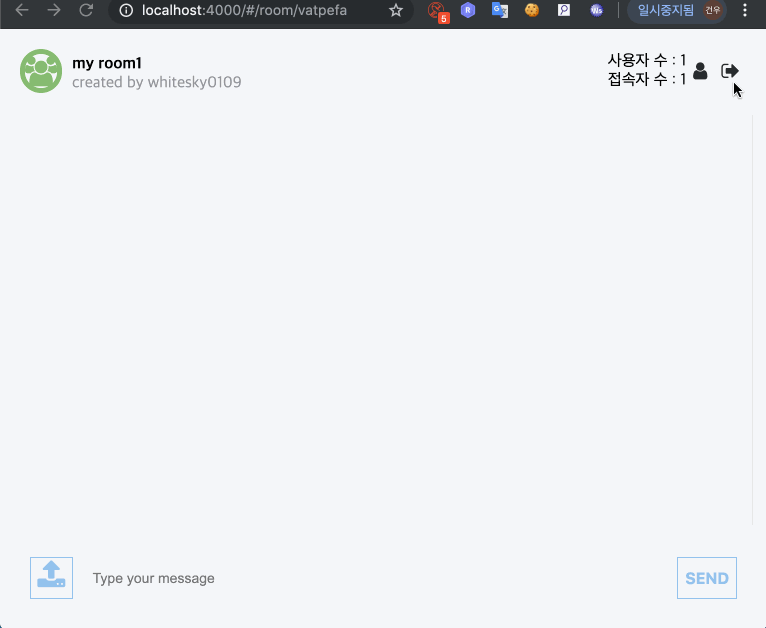 localhost:4000/#/room/vatpefa
5
R
G
Ws
일시중지됨
건우
my room1
created by whitesky0109
사용자 수 : 1
접속자 수 : 1
Type your message
SEND